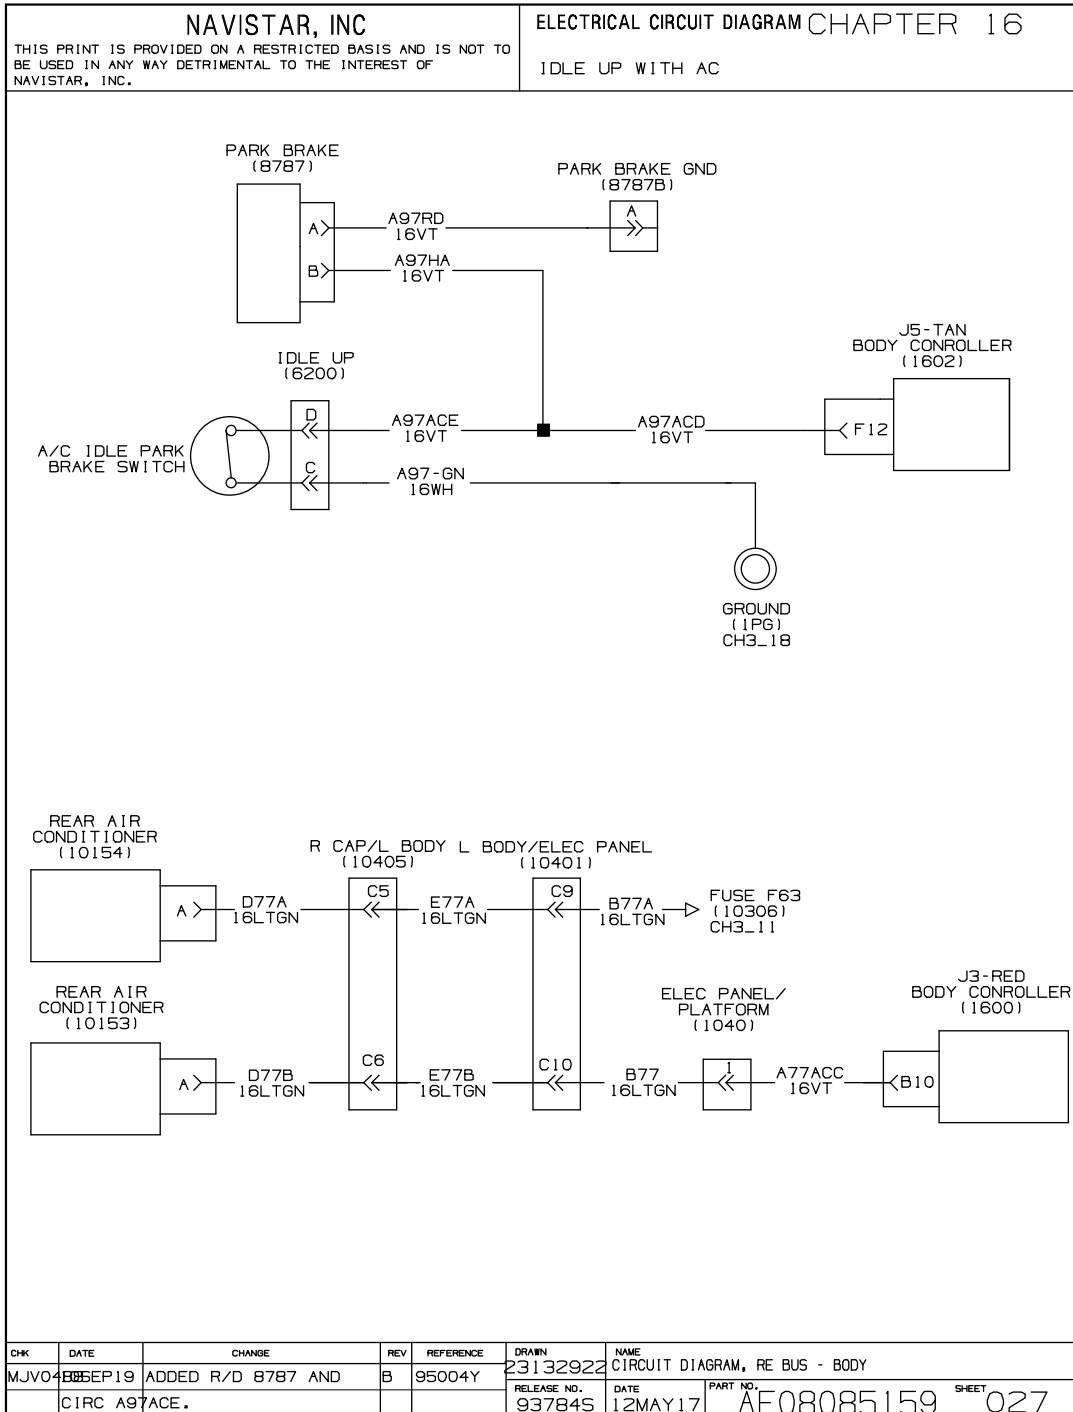 NAVISTAR, INC
THIS PRINT IS PROVIDED ON A RESTRICTED BASIS AND IS NOT TO
BE USED IN ANY WAY DETRIMENTAL TO THE INTEREST OF
NAVISTAR, INC.
ELECTRICAL CIRCUIT DIAGRAM CHAPTER 16
IDLE UP WITH AC
PARK BRAKE
(8787)
PARK BRAKE GND
(8787B)
A
A97RD
16VT
A
B
A97HA
16VT
J5-TAN
BODY CONROLLER
(1602)
IDLE UP
(6200)
D
A97ACE
16VT
A97ACD
16VT
F12
A/C IDLE PARK
BRAKE SWITCH
C
A97-GN
16WH
GROUND
(1PG)
CH3_18
REAR AIR
CONDITIONER
(10154)
R CAP/L BODY
(10405)
L BODY/ELEC PANEL
(10401)
A
D77A
16LTGN
C5
E77A
16LTGN
C9
B77A
16LTGN
FUSE F63
(10306)
CH3_11
REAR AIR
CONDITIONER
(10153)
ELEC PANEL/
PLATFORM
(1040)
J3-RED
BODY CONROLLER
(1600)
A
D77B
16LTGN
C6
E77B
16LTGN
C10
B77
16LTGN
1
A77ACC
16VT
B10
CHK DATE CHANGE REV REFERENCE
ADDED R/D 8787 AND B 95004Y
CIRC A97ACE.
DRAWN
23132922
NAME
CIRCUIT DIAGRAM, RE BUS - BODY
RELEASE NO.
93784S
DATE
12MAY17
PART NO.
AF08085159
SHEET
027